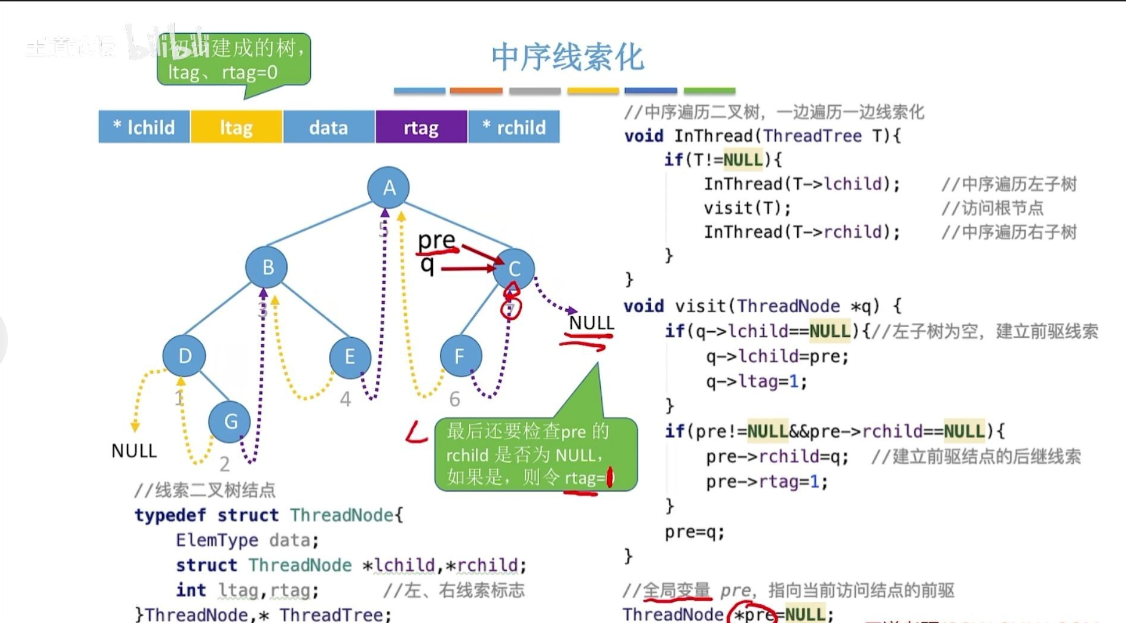 bilibili
初步建成的树，
ltag、rtag=0
中序线索化
* lchild ltag data rtag * rchild
A
5
pre
q
B
3
C
7
NULL
D
1
E
4
F
6
G
2
NULL
最后还要检查pre 的
rchild 是否为 NULL，
如果是，则令 rtag=1
//线索二叉树结点
typedef struct ThreadNode{
ElemType data;
struct ThreadNode *lchild,*rchild;
int ltag,rtag; //左、右线索标志
}ThreadNode,* ThreadTree;
//中序遍历二叉树，一边遍历一边线索化
void InThread(ThreadTree T){
if(T!=NULL){
InThread(T->lchild); //中序遍历左子树
visit(T); //访问根节点
InThread(T->rchild); //中序遍历右子树
}
}
void visit(ThreadNode *q) {
if(q->lchild==NULL){//左子树为空，建立前驱线索
q->lchild=pre;
q->ltag=1;
}
if(pre!=NULL&&pre->rchild==NULL){
pre->rchild=q; //建立前驱结点的后继线索
pre->rtag=1;
}
pre=q;
}
//全局变量 pre，指向当前访问结点的前驱
ThreadNode *pre=NULL;